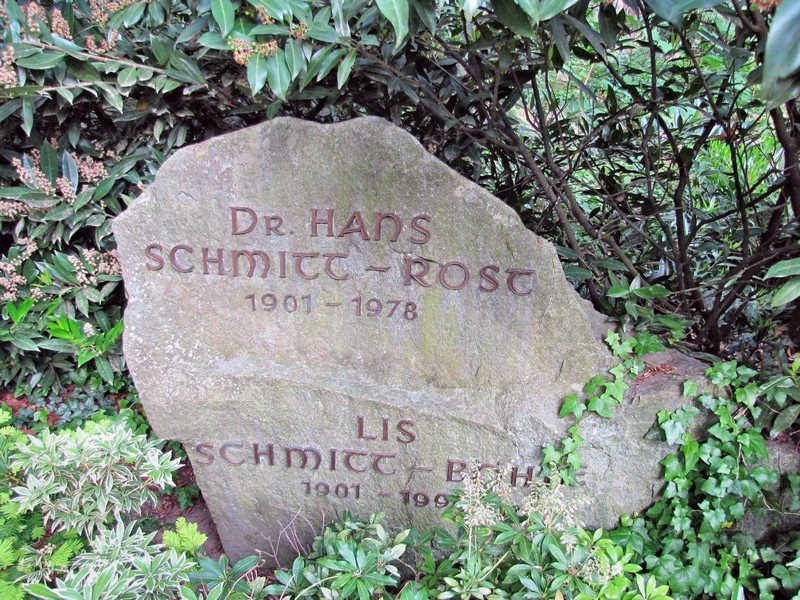 Dr. Hans
Schmitt – Rost
1901 – 1978
Lis
Schmitt –
1901 –